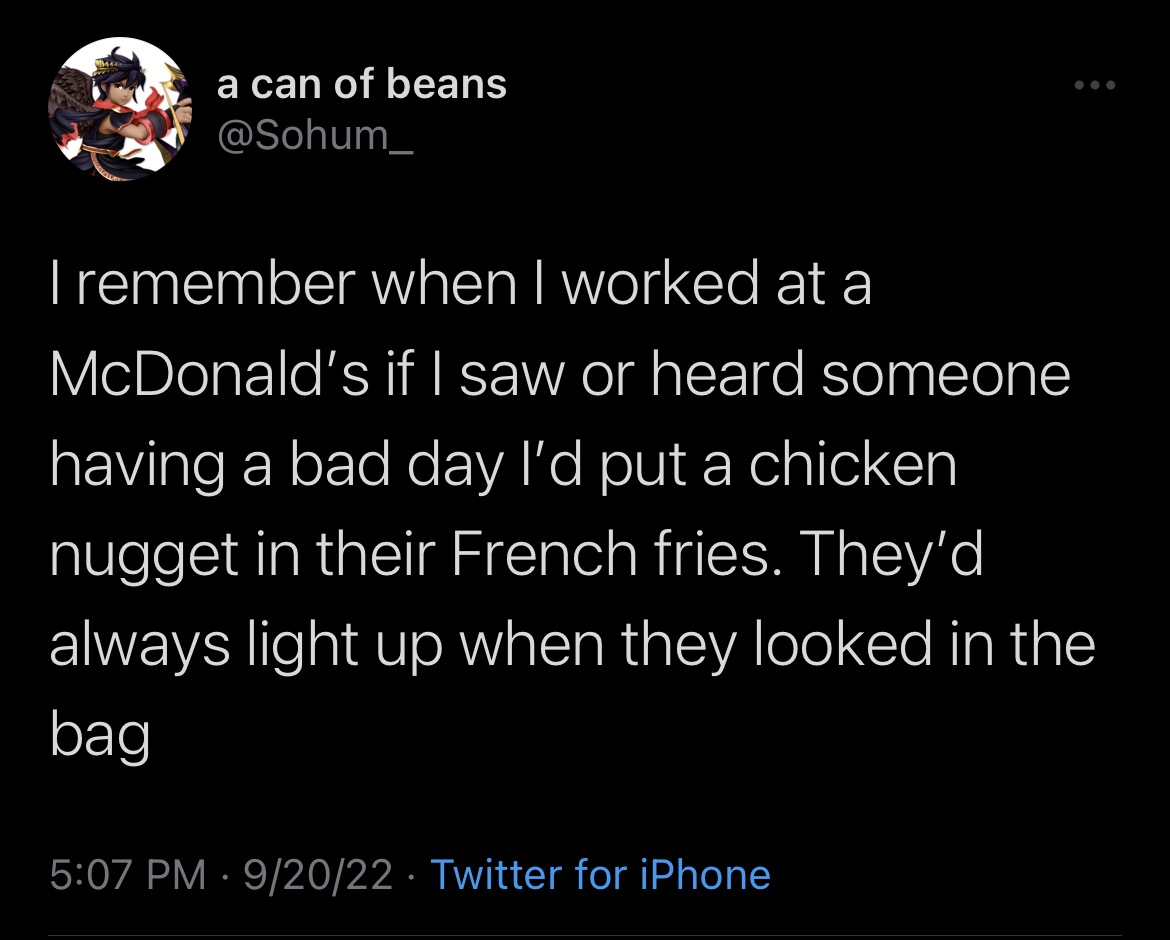 a can of beans
@Sohum_
I remember when I worked at a
McDonald’s if I saw or heard someone
having a bad day I’d put a chicken
nugget in their French fries. They’d
always light up when they looked in the
bag
5:07 PM · 9/20/22 · Twitter for iPhone